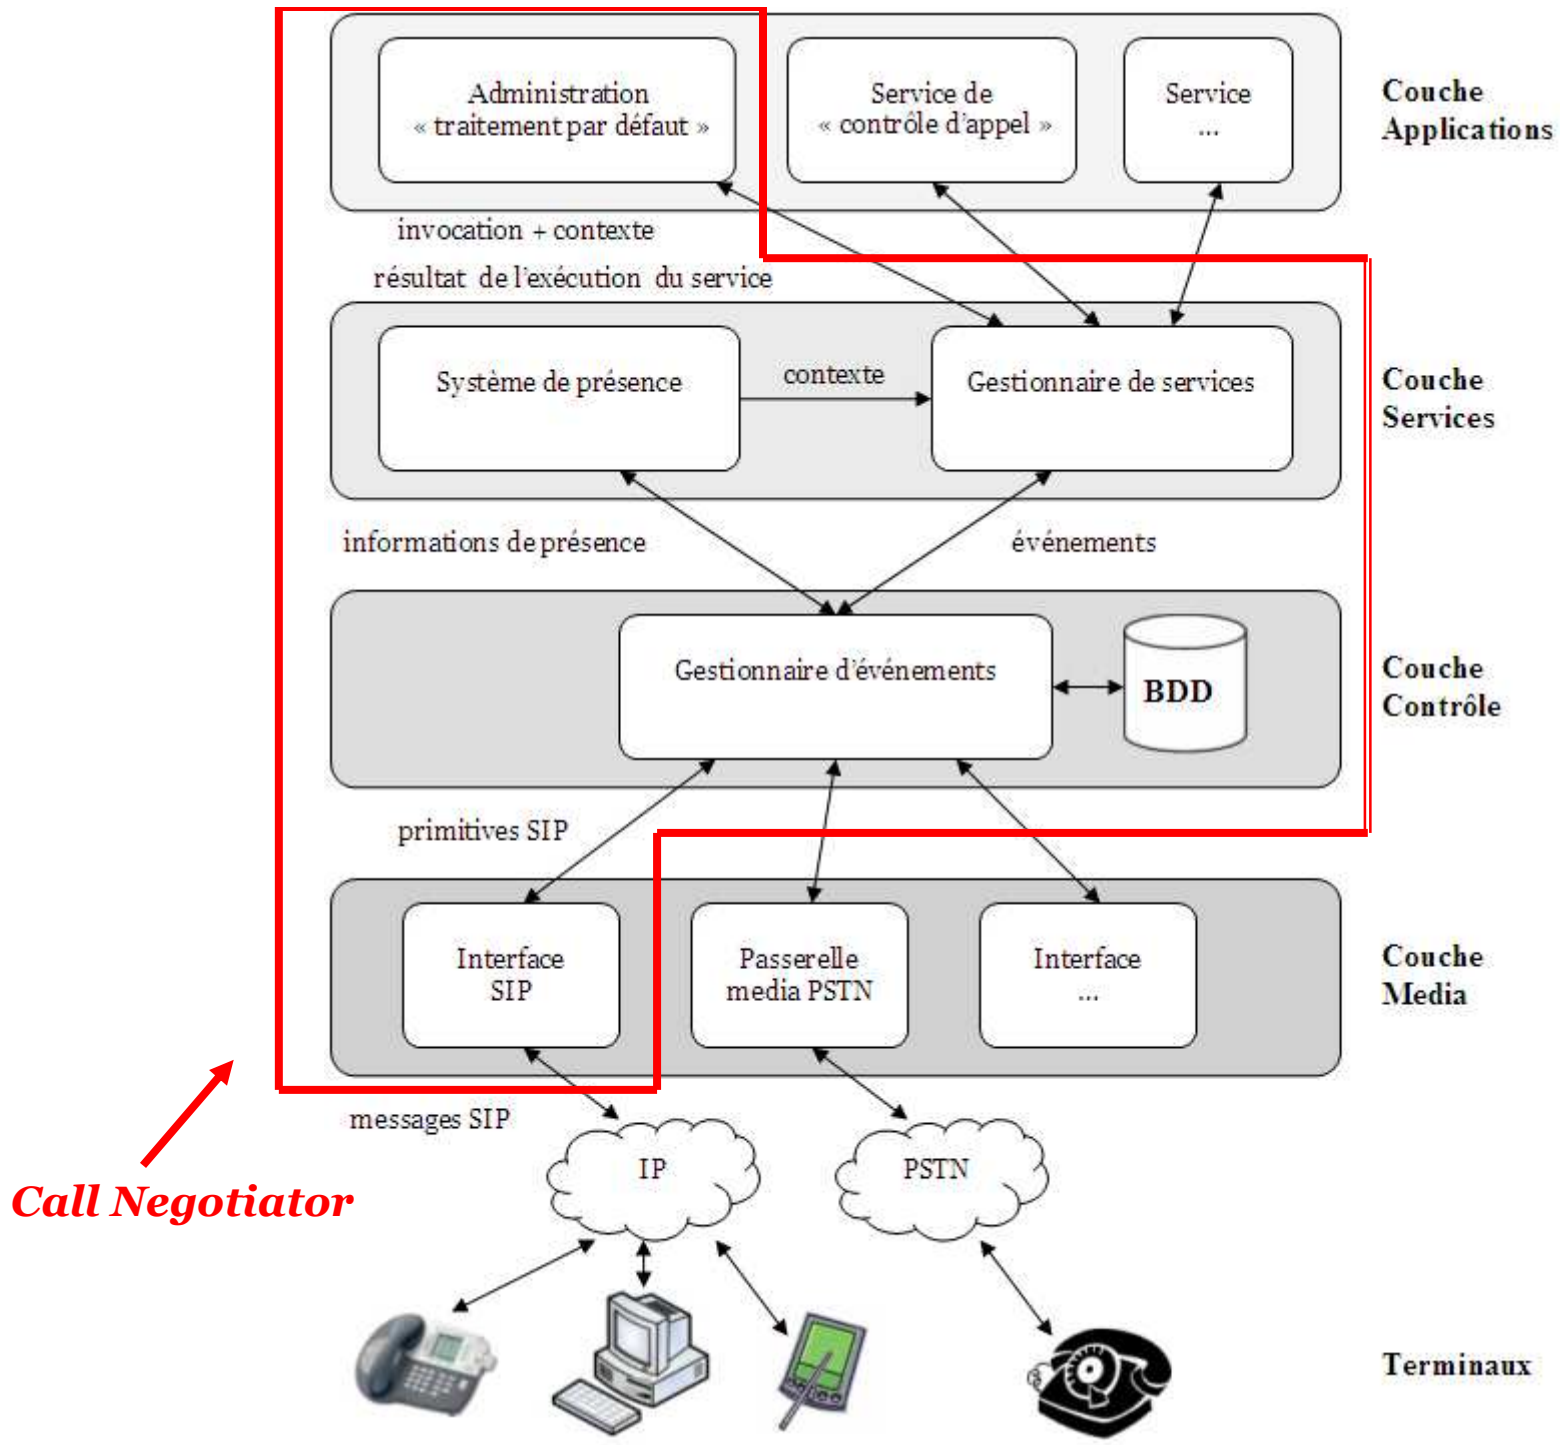 Administration
« traitement par défaut »
Service de
« contrôle d'appel »
Service
...
Couche
Applications
invocation + contexte
résultat de l'exécution du service
Système de présence
contexte
Gestionnaire de services
Couche
Services
informations de présence
événements
Gestionnaire d'événements
BDD
Couche
Contrôle
primitives SIP
Interface
SIP
Passerelle
media PSTN
Interface
...
Couche
Media
messages SIP
IP
PSTN
Call Negotiator
Terminaux